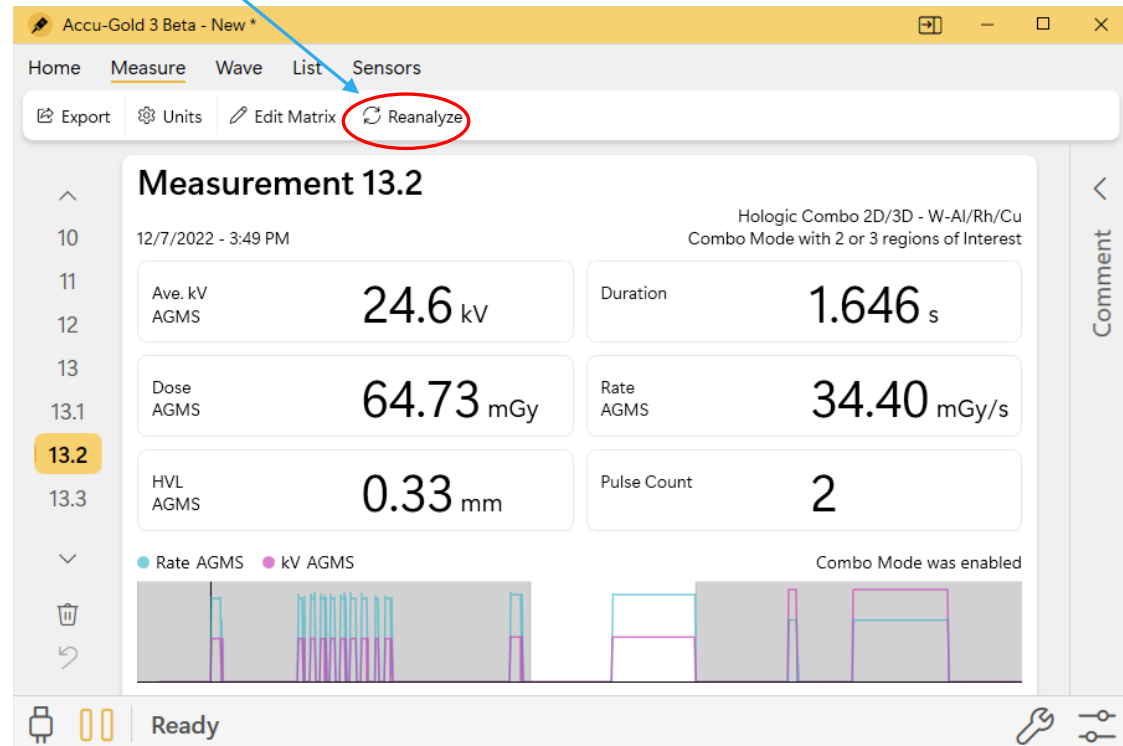 Accu-Gold 3 Beta - New *
Home Measure Wave List Sensors
Export Units Edit Matrix Reanalyze
Measurement 13.2
Hologic Combo 2D/3D - W-Al/Rh/Cu
12/7/2022 - 3:49 PM
Combo Mode with 2 or 3 regions of Interest
10
11
12
13
13.1
13.2
13.3
Ave. kV
AGMS
24.6 kV
Duration
1.646 s
Dose
AGMS
64.73 mGy
Rate
AGMS
34.40 mGy/s
HVL
AGMS
0.33 mm
Pulse Count
2
Rate AGMS kV AGMS
Combo Mode was enabled
Comment
Ready